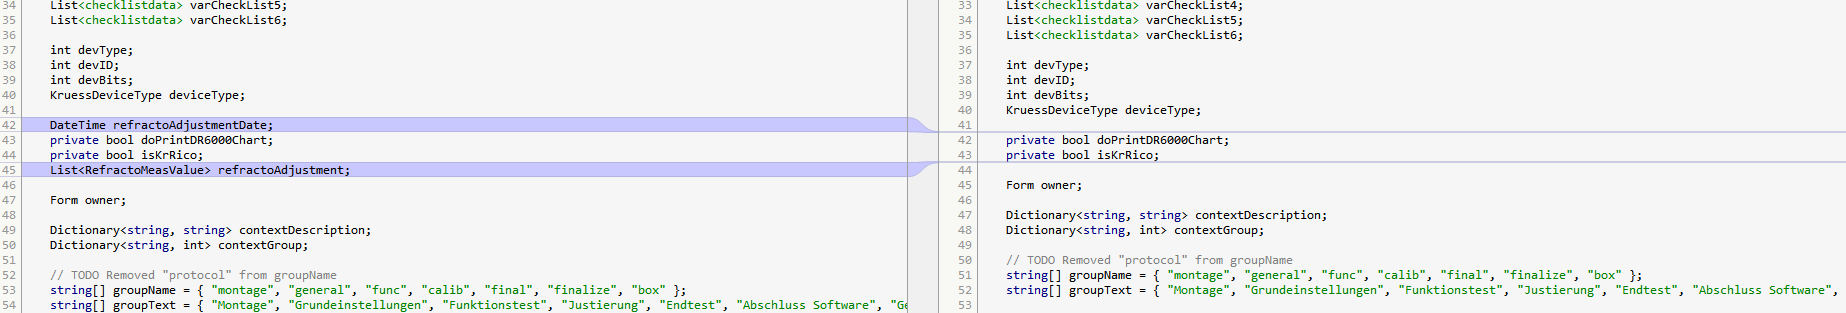 34 List<checklistdata> varCheckList5;
35 List<checklistdata> varCheckList6;
36
37 int devType;
38 int devID;
39 int devBits;
40 KruessDeviceType deviceType;
41
42 DateTime refractoAdjustmentDate;
43 private bool doPrintDR6000Chart;
44 private bool isKrRico;
45 List<RefractoMeasValue> refractoAdjustment;
46
47 Form owner;
48
49 Dictionary<string, string> contextDescription;
50 Dictionary<string, int> contextGroup;
51
52 // TODO Removed "protocol" from groupName
53 string[] groupName = { "montage", "general", "func", "calib", "final", "finalize", "box" };
54 string[] groupText = { "Montage", "Grundeinstellungen", "Funktionstest", "Justierung", "Endtest", "Abschluss Software", "Ge
33 List<checklistdata> varCheckList4;
34 List<checklistdata> varCheckList5;
35 List<checklistdata> varCheckList6;
36
37 int devType;
38 int devID;
39 int devBits;
40 KruessDeviceType deviceType;
41
42 private bool doPrintDR6000Chart;
43 private bool isKrRico;
44
45 Form owner;
46
47 Dictionary<string, string> contextDescription;
48 Dictionary<string, int> contextGroup;
49
50 // TODO Removed "protocol" from groupName
51 string[] groupName = { "montage", "general", "func", "calib", "final", "finalize", "box" };
52 string[] groupText = { "Montage", "Grundeinstellungen", "Funktionstest", "Justierung", "Endtest", "Abschluss Software",
53